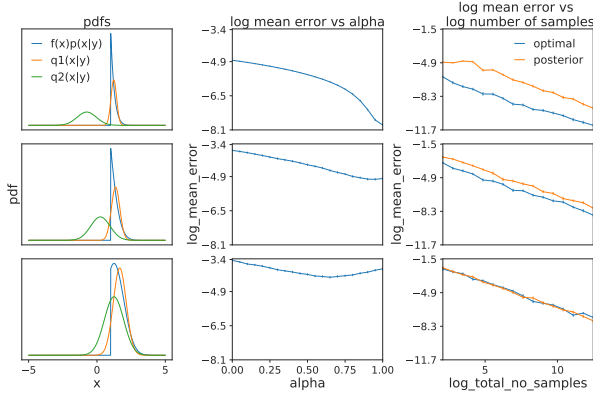 pdfs
log mean error vs alpha
log mean error vs
log number of samples
f(x)p(x|y)
q1(x|y)
q2(x|y)
−3.4
−4.9
−6.5
−8.1
−1.5
−4.9
−8.3
−11.7
optimal
posterior
pdf
log_mean_error
log_mean_error
−3.4
−4.9
−6.5
−8.1
−1.5
−4.9
−8.3
−11.7
−3.4
−4.9
−6.5
−8.1
−1.5
−4.9
−8.3
−11.7
−5 0 5
0.00 0.25 0.50 0.75 1.00
5 10
x
alpha
log_total_no_samples